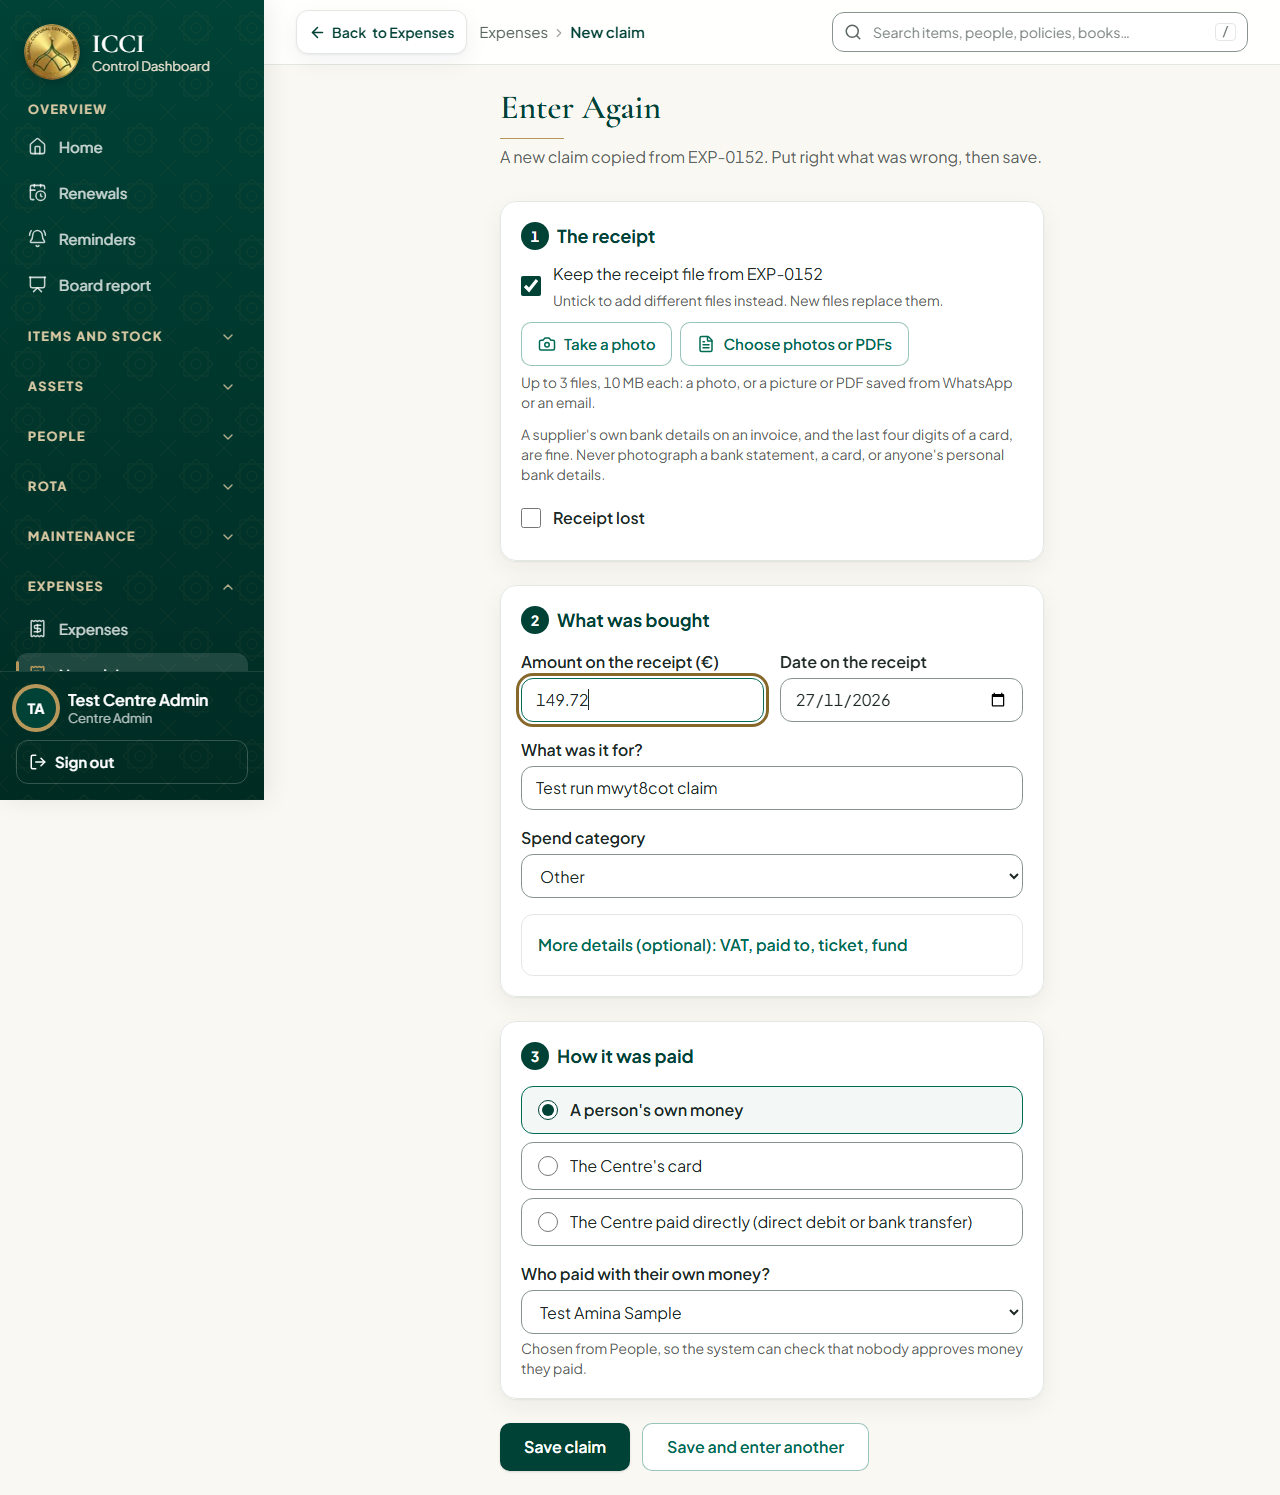 ICCI
Control Dashboard
OVERVIEW
Home
Renewals
Reminders
Board report
ITEMS AND STOCK
ASSETS
PEOPLE
ROTA
MAINTENANCE
EXPENSES
Expenses
TA
Test Centre Admin
Centre Admin
Sign out
Back to Expenses
Expenses > New claim
Search items, people, policies, books...
/
Enter Again
A new claim copied from EXP-0152. Put right what was wrong, then save.
1 The receipt
Keep the receipt file from EXP-0152
Untick to add different files instead. New files replace them.
Take a photo
Choose photos or PDFs
Up to 3 files, 10 MB each: a photo, or a picture or PDF saved from WhatsApp
or an email.
A supplier's own bank details on an invoice, and the last four digits of a card,
are fine. Never photograph a bank statement, a card, or anyone's personal
bank details.
Receipt lost
2 What was bought
Amount on the receipt (€)
Date on the receipt
149.72
27/11/2026
What was it for?
Test run mwyt8cot claim
Spend category
Other
More details (optional): VAT, paid to, ticket, fund
3 How it was paid
A person's own money
The Centre's card
The Centre paid directly (direct debit or bank transfer)
Who paid with their own money?
Test Amina Sample
Chosen from People, so the system can check that nobody approves money
they paid.
Save claim
Save and enter another